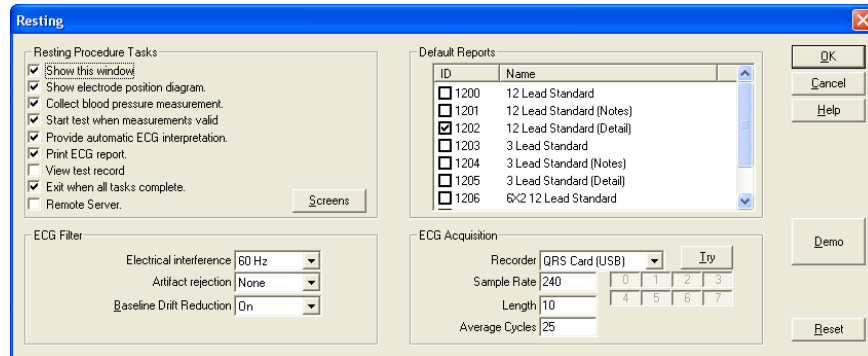 Resting
Resting Procedure Tasks
Show this window
Show electrode position diagram.
Collect blood pressure measurement.
Start test when measurements valid
Provide automatic ECG interpretation.
Print ECG report.
View test record
Exit when all tasks complete.
Remote Server.
Screens
Default Reports
ID Name
1200 12 Lead Standard
1201 12 Lead Standard (Notes)
1202 12 Lead Standard (Detail)
1203 3 Lead Standard
1204 3 Lead Standard (Notes)
1205 3 Lead Standard (Detail)
1206 6X2 12 Lead Standard
OK
Cancel
Help
ECG Filter
Electrical interference 60 Hz
Artifact rejection None
Baseline Drift Reduction On
ECG Acquisition
Recorder QRS Card (USB) Try
Sample Rate 240 0 1 2 3
4 5 6 7
Length 10
Average Cycles 25
Demo
Reset